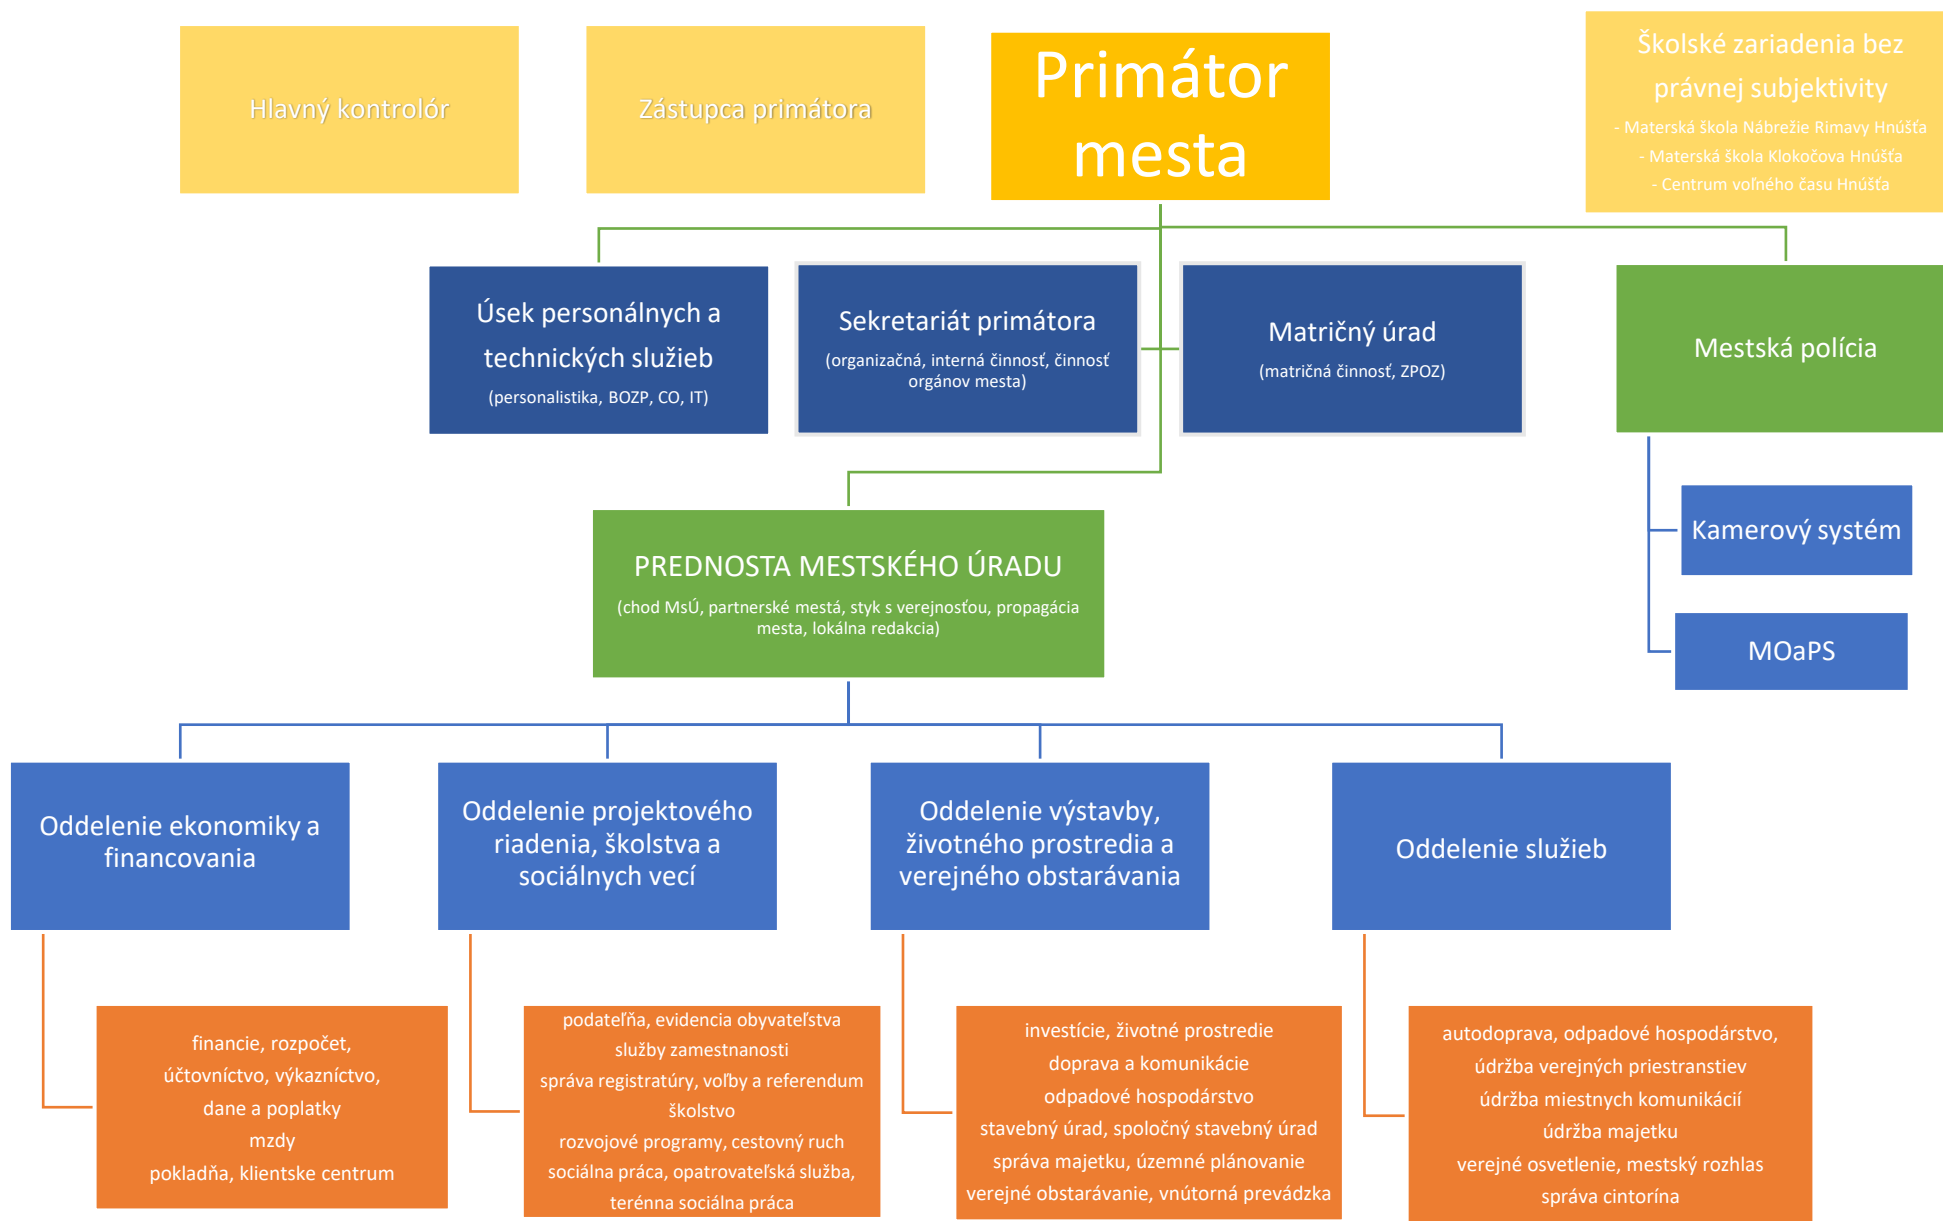 Hlavný kontrolór
Zástupca primátora
Primátor
mesta
Školské zariadenia bez
právnej subjektivity
- Materská škola Nábrežie Rimavy Hnúšťa
- Materská škola Klokočova Hnúšťa
- Centrum voľného času Hnúšťa
Úsek personálnych a
technických služieb
(personalistika, BOZP, CO, IT)
Sekretariát primátora
(organizačná, interná činnosť, činnosť
orgánov mesta)
Matričný úrad
(matričná činnosť, ZPOZ)
Mestská polícia
Kamerový systém
MOaPS
PREDNOSTA MESTSKÉHO ÚRADU
(chod MsÚ, partnerské mestá, styk s verejnosťou, propagácia
mesta, lokálna redakcia)
Oddelenie ekonomiky a
financovania
Oddelenie projektového
riadenia, školstva a
sociálnych vecí
Oddelenie výstavby,
životného prostredia a
verejného obstarávania
Oddelenie služieb
financie, rozpočet,
účtovníctvo, výkazníctvo,
dane a poplatky
mzdy
pokladňa, klientske centrum
podateľňa, evidencia obyvateľstva
služby zamestnanosti
správa registratúry, voľby a referendum
školstvo
rozvojové programy, cestovný ruch
sociálna práca, opatrovateľská služba,
terénna sociálna práca
investície, životné prostredie
doprava a komunikácie
odpadové hospodárstvo
stavebný úrad, spoločný stavebný úrad
správa majetku, územné plánovanie
verejné obstarávanie, vnútorná prevádzka
autodoprava, odpadové hospodárstvo,
údržba verejných priestranstiev
údržba miestnych komunikácií
údržba majetku
verejné osvetlenie, mestský rozhlas
správa cintorína